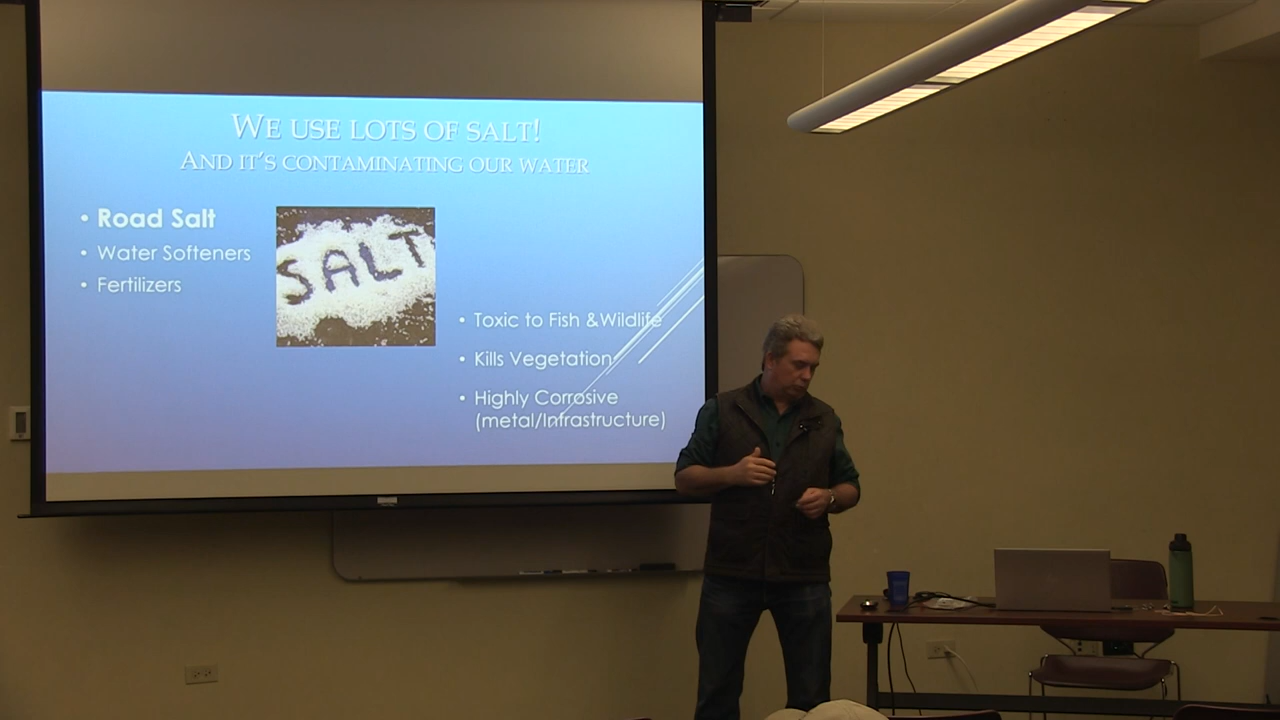 WE USE LOTS OF SALT!
AND IT'S CONTAMINATING OUR WATER
• Road Salt
• Water Softeners
• Fertilizers
SALT
• Toxic to Fish &Wildlife
• Kills Vegetation
• Highly Corrosive
(metal/Infrastructure)